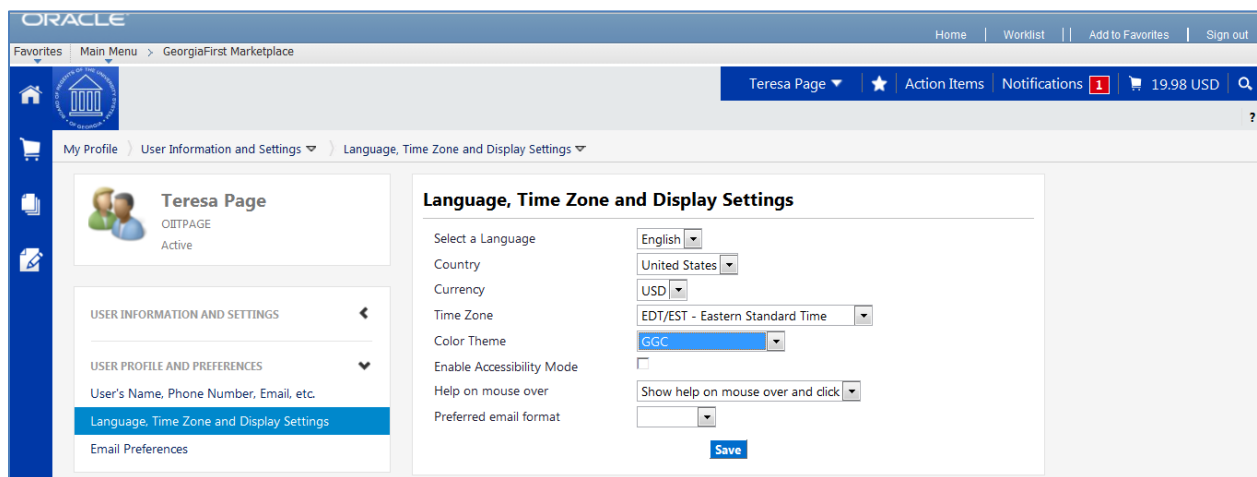 ORACLE
Home | Worklist | | Add to Favorites | Sign out
Favorites | Main Menu > GeorgiaFirst Marketplace
Teresa Page | Action Items | Notifications 1 | 19.98 USD
?
My Profile User Information and Settings Language, Time Zone and Display Settings
Teresa Page
OIITPAGE
Active
USER INFORMATION AND SETTINGS
USER PROFILE AND PREFERENCES
User's Name, Phone Number, Email, etc.
Language, Time Zone and Display Settings
Email Preferences
Language, Time Zone and Display Settings
Select a Language English
Country United States
Currency USD
Time Zone EDT/EST - Eastern Standard Time
Color Theme GGC
Enable Accessibility Mode
Help on mouse over Show help on mouse over and click
Preferred email format
Save